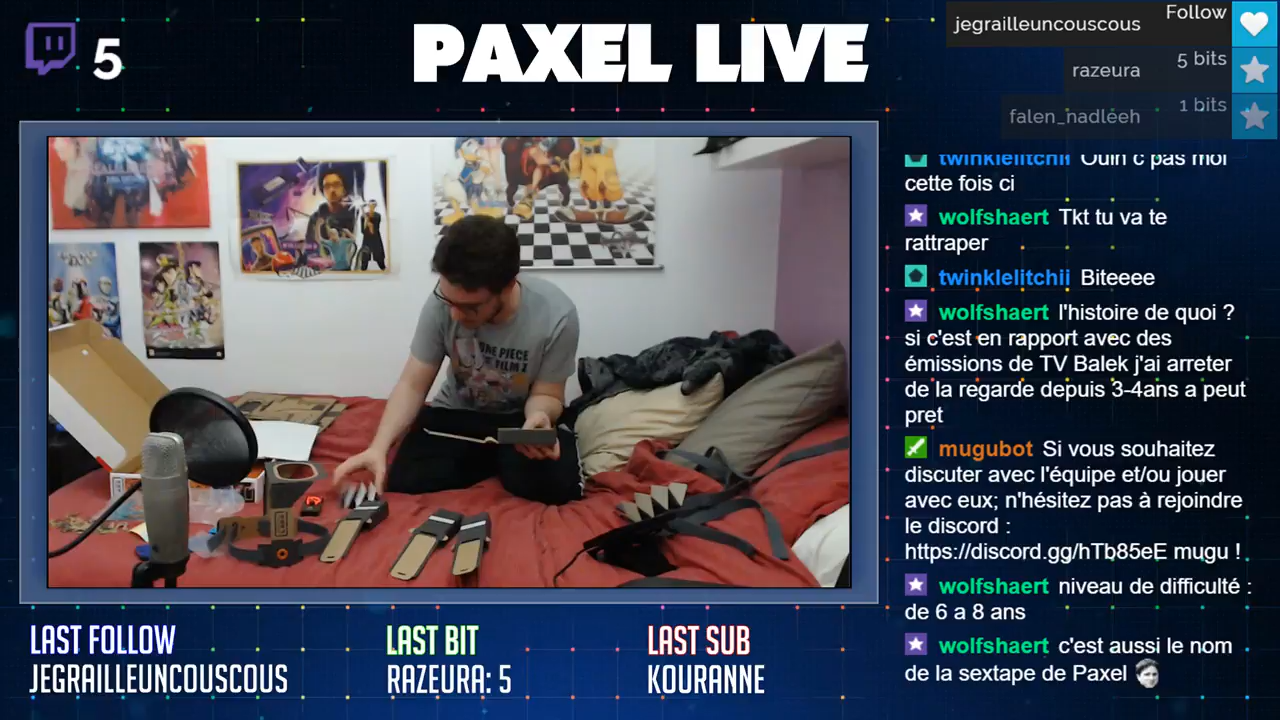 5
PAXEL LIVE
jegrailleuncouscous Follow
razeura 5 bits
falen_nadleeh 1 bits
twinklelitchii Ouin c pas moi
cette fois ci
wolfshaert Tkt tu va te
rattraper
twinklelitchii Biteeee
wolfshaert l'histoire de quoi ?
si c'est en rapport avec des
émissions de TV Balek j'ai arreter
de la regarde depuis 3-4ans a peut
pret
mugubot Si vous souhaitez
discuter avec l'équipe et/ou jouer
avec eux; n'hésitez pas à rejoindre
le discord :
https://discord.gg/hTb85eE mugu !
wolfshaert niveau de difficulté :
de 6 a 8 ans
wolfshaert c'est aussi le nom
de la sextape de Paxel
ONE PIECE
FILM Z
LAST FOLLOW
JEGRAILLEUNCOUSCOUS
LAST BIT
RAZEURA: 5
LAST SUB
KOURANNE